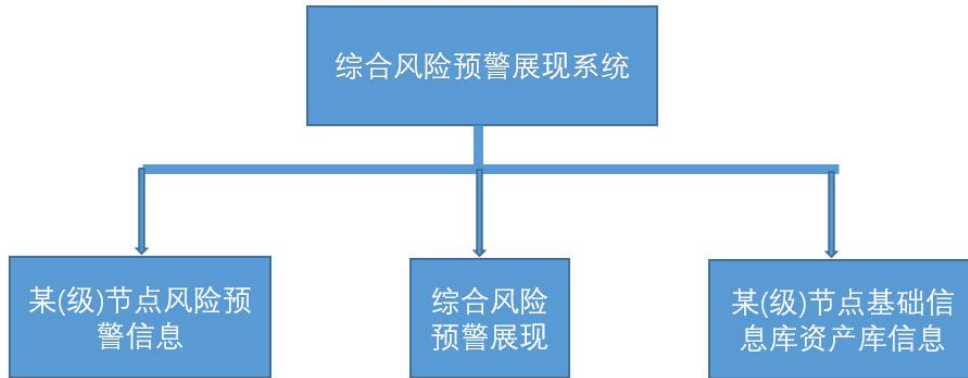 综合风险预警展现系统
某(级)节点风险预
警信息
综合风险
预警展现
某(级)节点基础信
息库资产库信息